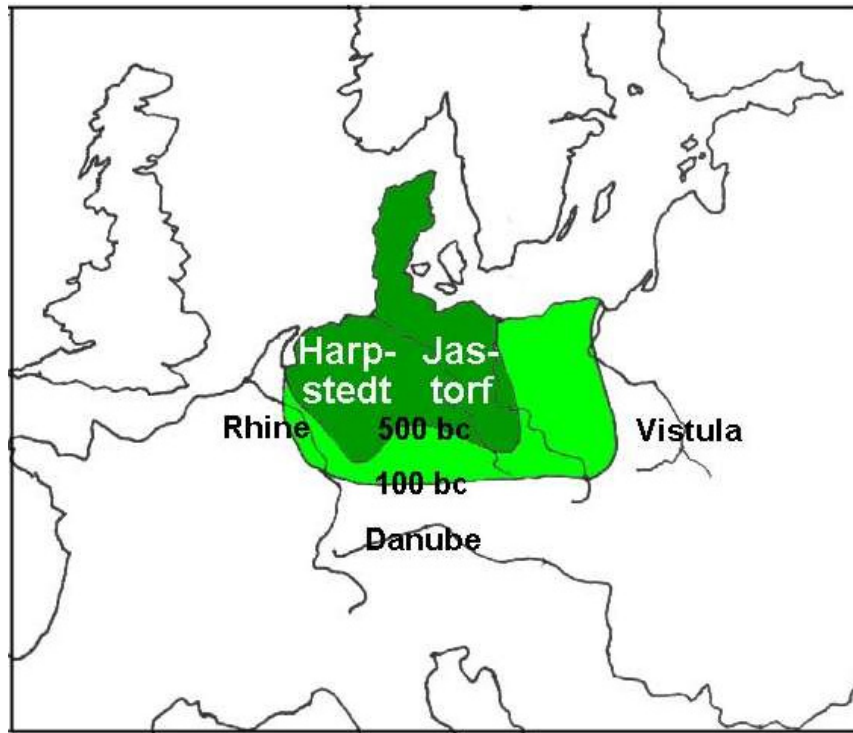 Harp-
stedt
Jas-
torf
Rhine
500 bc
Vistula
100 bc
Danube